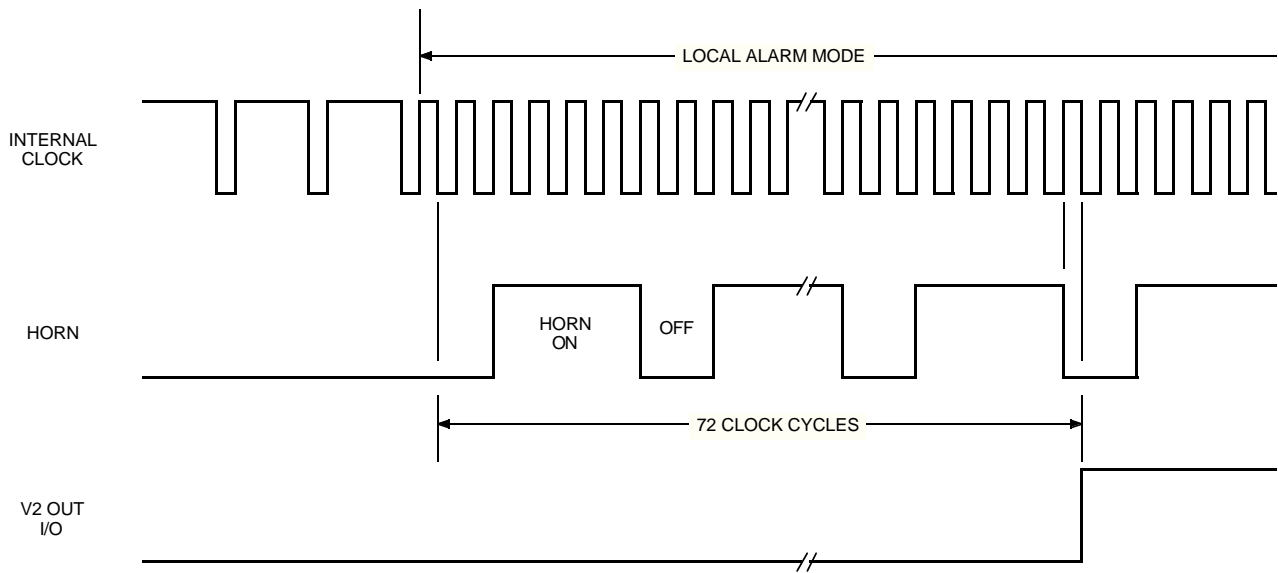 LOCAL ALARM MODE
INTERNAL
CLOCK
HORN
HORN
ON
OFF
72 CLOCK CYCLES
V2 OUT
I/O